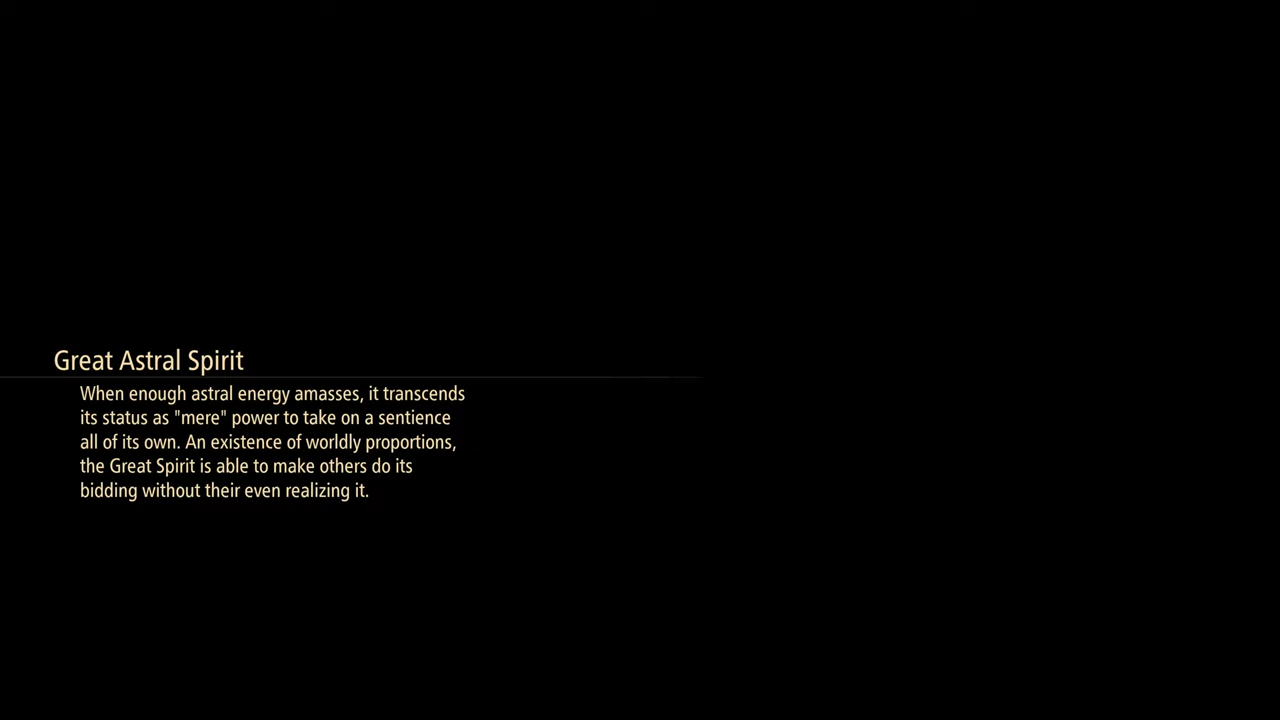 Great Astral Spirit
When enough astral energy amasses, it transcends
its status as "mere" power to take on a sentience
all of its own. An existence of worldly proportions,
the Great Spirit is able to make others do its
bidding without their even realizing it.